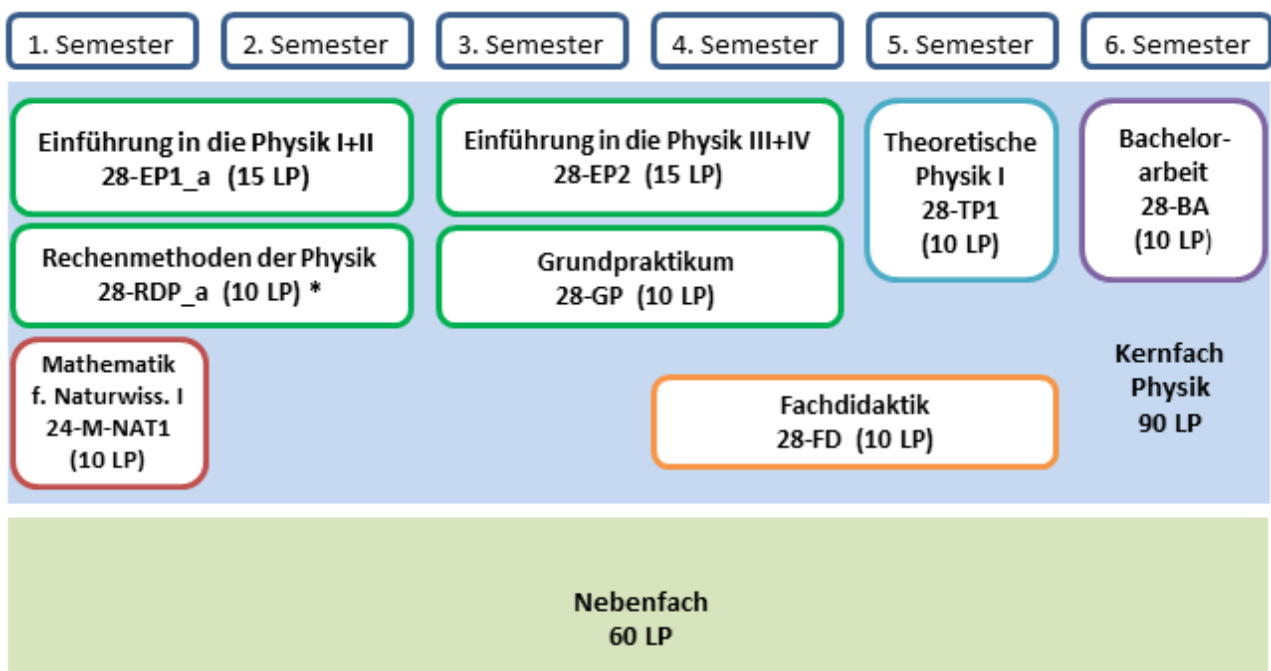 1. Semester
2. Semester
3. Semester
4. Semester
5. Semester
6. Semester
Einführung in die Physik I+II
28-EP1_a (15 LP)
Einführung in die Physik III+IV
28-EP2 (15 LP)
Theoretische
Physik I
28-TP1
(10 LP)
Bachelor-
arbeit
28-BA
(10 LP)
Rechenmethoden der Physik
28-RDP_a (10 LP) *
Grundpraktikum
28-GP (10 LP)
Mathematik
f. Naturwiss. I
24-M-NAT1
(10 LP)
Fachdidaktik
28-FD (10 LP)
Kernfach
Physik
90 LP
Nebenfach
60 LP